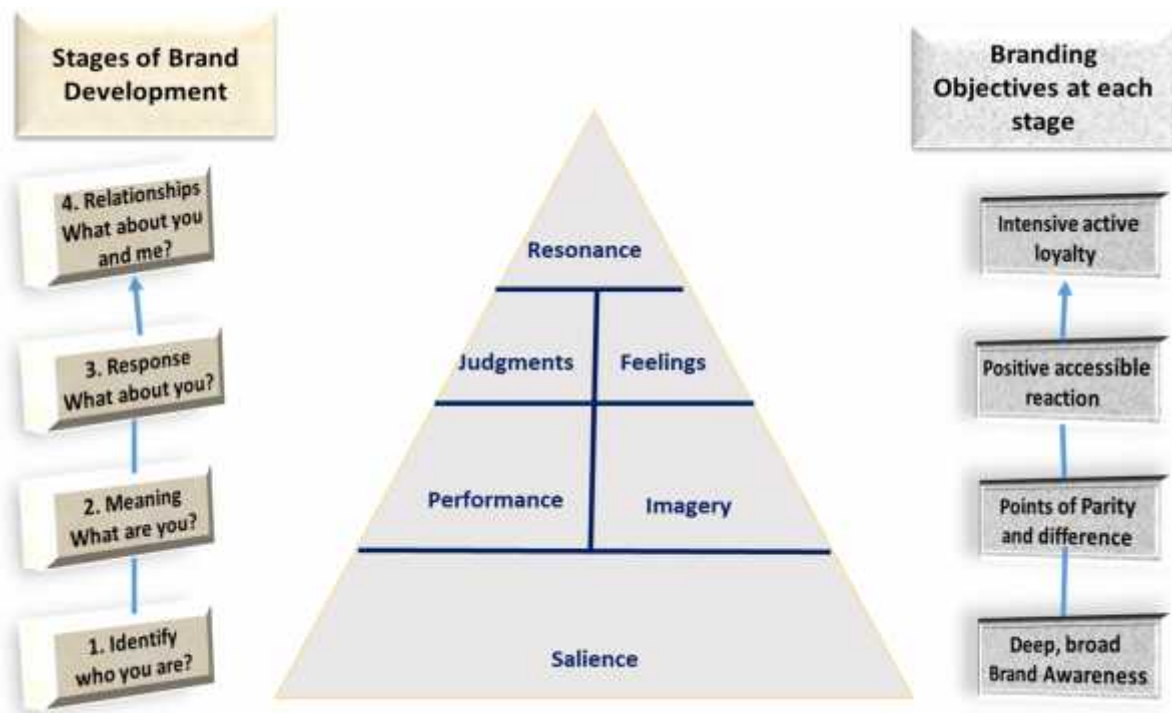 Stages of Brand
Development
Branding
Objectives at each
stage
4. Relationships
What about you
and me?
Resonance
Intensive active
loyalty
3. Response
What about you?
Judgments
Feelings
Positive accessible
reaction
2. Meaning
What are you?
Performance
Imagery
Points of Parity
and difference
1. Identify
who you are?
Salience
Deep, broad
Brand Awareness